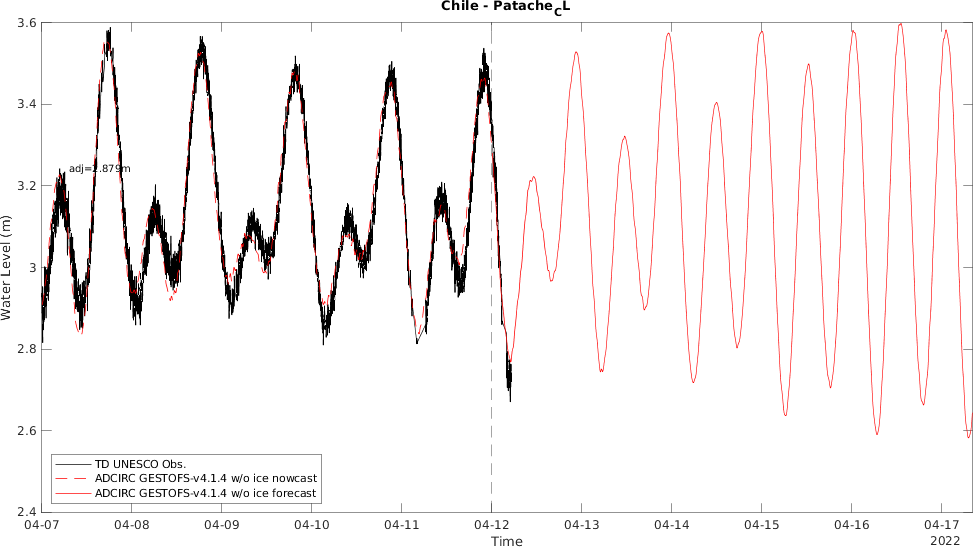 Chile - Patache_CL
3.6
3.4
3.2
3
2.8
2.6
2.4
Water Level (m)
adj=2.879m
TD UNESCO Obs.
ADCIRC GESTOFS-v4.1.4 w/o ice nowcast
ADCIRC GESTOFS-v4.1.4 w/o ice forecast
04-07 04-08 04-09 04-10 04-11 04-12 04-13 04-14 04-15 04-16 04-17
Time
2022